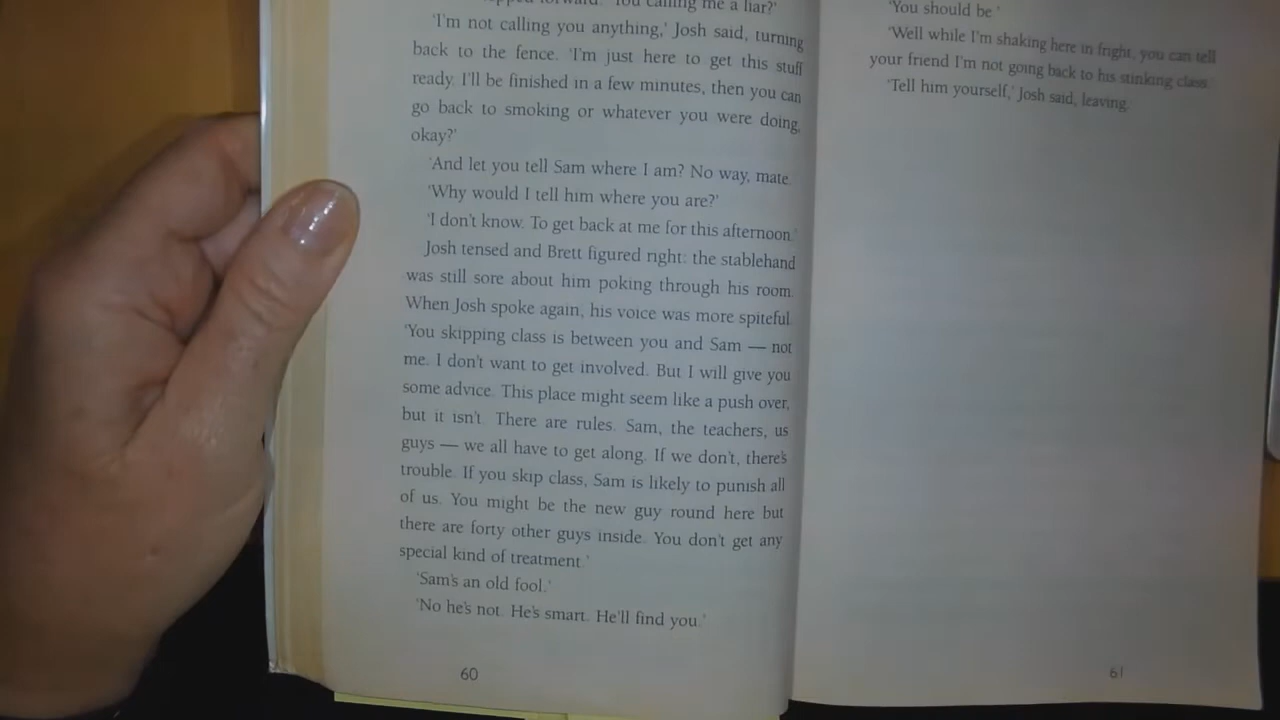 forward. 'You calling me a liar?'
'I'm not calling you anything,' Josh said, turning
back to the fence. 'I'm just here to get this stuff
ready. I'll be finished in a few minutes, then you can
go back to smoking or whatever you were doing,
okay?'
'And let you tell Sam where I am? No way, mate.
'Why would I tell him where you are?'
'I don't know. To get back at me for this afternoon.'
Josh tensed and Brett figured right: the stablehand
was still sore about him poking through his room.
When Josh spoke again, his voice was more spiteful.
'You skipping class is between you and Sam — not
me. I don't want to get involved. But I will give you
some advice. This place might seem like a push over,
but it isn't. There are rules. Sam, the teachers, us
guys — we all have to get along. If we don't, there's
trouble. If you skip class, Sam is likely to punish all
of us. You might be the new guy round here but
there are forty other guys inside. You don't get any
special kind of treatment.'
'Sam's an old fool.'
'No he's not. He's smart. He'll find you.'
60
'You should be.'
'Well while I'm shaking here in fright, you can tell
your friend I'm not going back to his stinking class.'
'Tell him yourself,' Josh said, leaving.
61